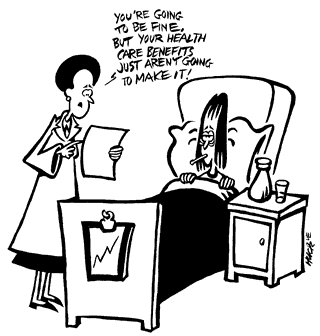 YOU'RE GOING
TO BE FINE,
BUT YOUR HEALTH
CARE BENEFITS
JUST AREN'T GOING
TO MAKE IT!